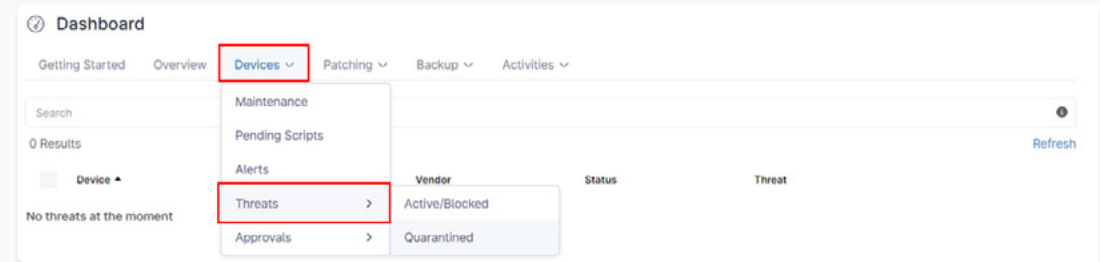 Dashboard
Getting Started Overview Devices Patching Backup Activities
Maintenance
Search
Pending Scripts
0 Results Refresh
Alerts
Device Vendor Status Threat
Threats Active/Blocked
No threats at the moment
Approvals Quarantined